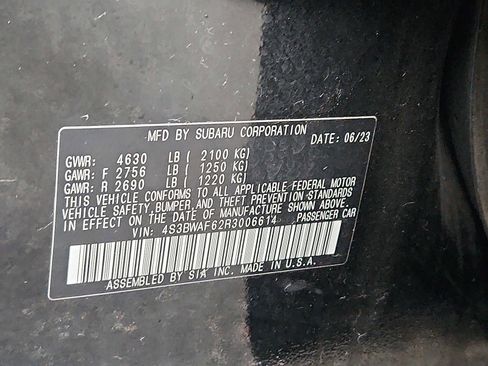 MFD BY SUBARU CORPORATION DATE: 06/23
GVWR: 4630 LB ( 2100 KG)
GAWR: F 2756 LB ( 1250 KG)
GAWR: R 2690 LB ( 1220 KG)
THIS VEHICLE CONFORMS TO ALL APPLICABLE FEDERAL MOTOR
VEHICLE SAFETY, BUMPER, AND THEFT PREVENTION STANDARDS
IN EFFECT ON THE DATE OF MANUFACTURE SHOWN ABOVE.
VIN: 4S3BWAF62R3006614 PASSENGER CAR
ASSEMBLED BY SIA INC. MADE IN U.S.A.